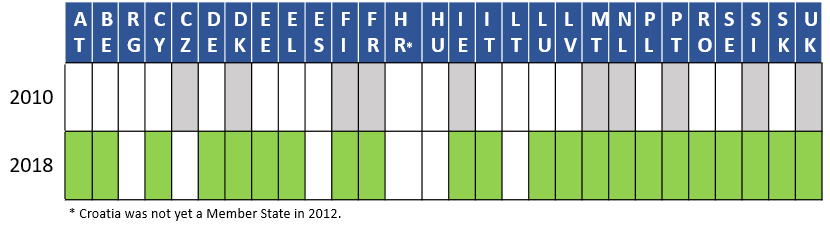 AT BE RG CY CZ DE DK EE EL ES FI FR HR* HU IE IT LT LU LV MT NL PL PT RO SE SI SK UK
2010
2018
* Croatia was not yet a Member State in 2012.